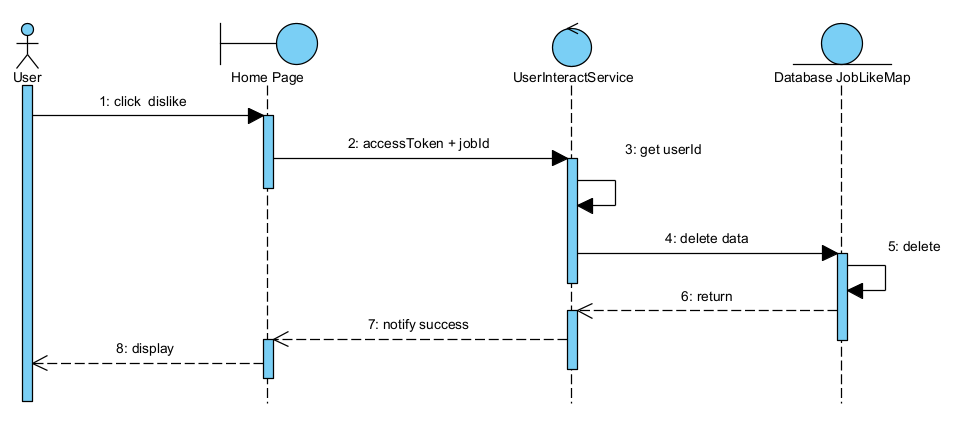 User
Home Page
UserInteractService
Database JobLikeMap
1: click dislike
2: accessToken + jobId
3: get userId
4: delete data
5: delete
6: return
7: notify success
8: display